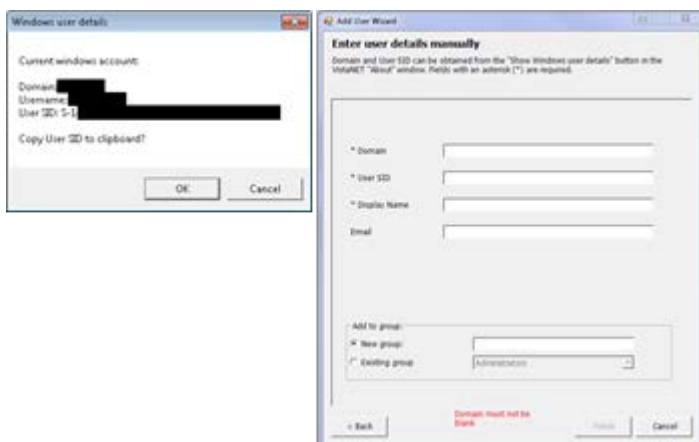 Windows user details
Current windows account:
Domain:
Username:
User SID: S-1
Copy User SID to clipboard?
OK
Cancel
Add User Wizard
Enter user details manually
Domain and User SID can be obtained from the "Show Windows user details" button in the
VistaNET "About" window. Fields with an asterisk (*) are required.
* Domain
* User SID
* Display Name
Email
Add to group:
New group:
Existing group
Administrators
Domain must not be
blank
< Back
Finish
Cancel